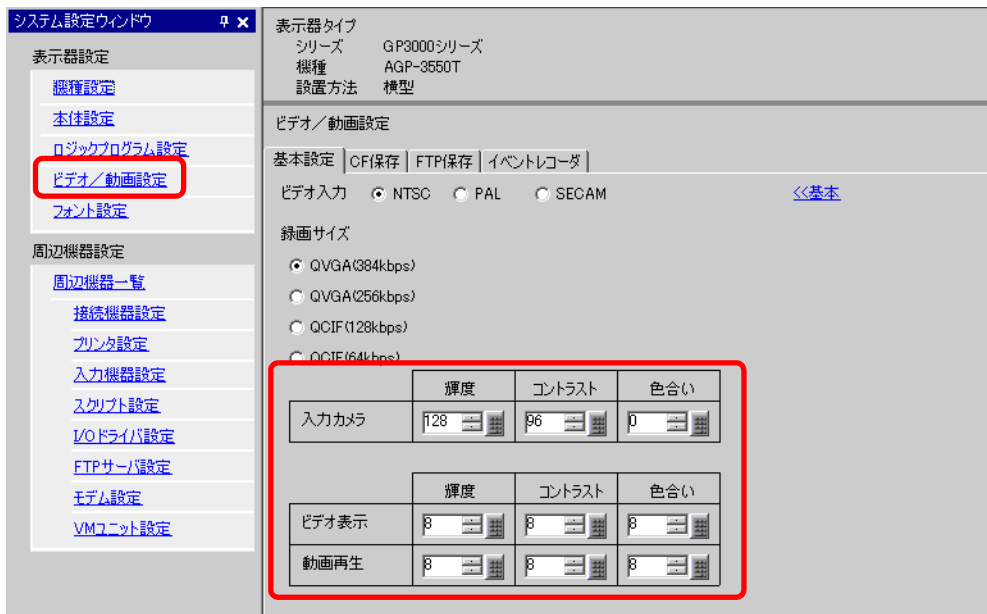 システム設定ウィンドウ
表示器設定
機種設定
本体設定
ロジックプログラム設定
ビデオ／動画設定
フォント設定
周辺機器設定
周辺機器一覧
接続機器設定
プリンタ設定
入力機器設定
スクリプト設定
I/Oドライバ設定
FTPサーバ設定
モデム設定
VMユニット設定
表示器タイプ
シリーズ GP3000シリーズ
機種 AGP-3550T
設置方法 横型
ビデオ／動画設定
基本設定 CF保存 FTP保存 イベントレコーダ
ビデオ入力 NTSC PAL SECAM <<基本
録画サイズ
QVGA(384kbps)
QVGA(256kbps)
QCIF(128kbps)
QCIF(64kbps)
輝度 コントラスト 色合い
入力カメラ 128 96 0
輝度 コントラスト 色合い
ビデオ表示 8 8 8
動画再生 8 8 8